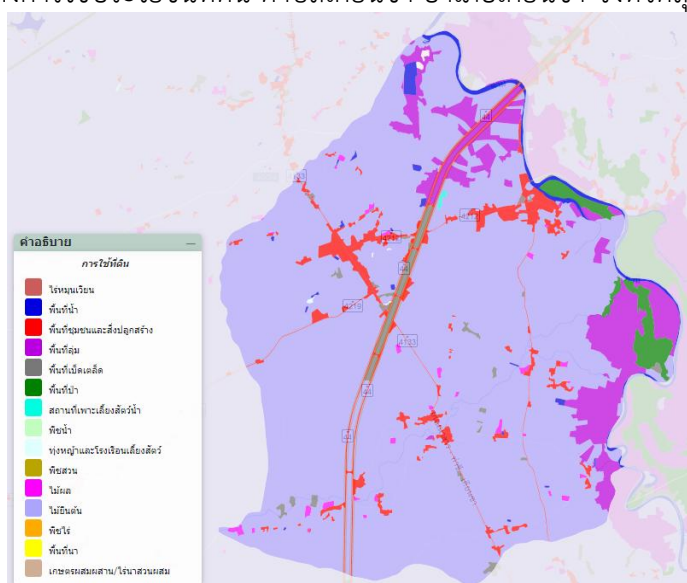 คำอธิบาย
การใช้ที่ดิน
ไร่หมุนเวียน
พื้นที่น้ำ
พื้นที่ชุมชนและสิ่งปลูกสร้าง
พื้นที่ลุ่ม
พื้นที่เบ็ดเตล็ด
พื้นที่ป่า
สถานที่เพาะเลี้ยงสัตว์น้ำ
พืชน้ำ
ทุ่งหญ้าและโรงเรือนเลี้ยงสัตว์
พืชสวน
ไม้ผล
ไม้ยืนต้น
พืชไร่
พื้นที่นา
เกษตรผสมผสาน/ไร่นาสวนผสม
44
44
4103
44
44